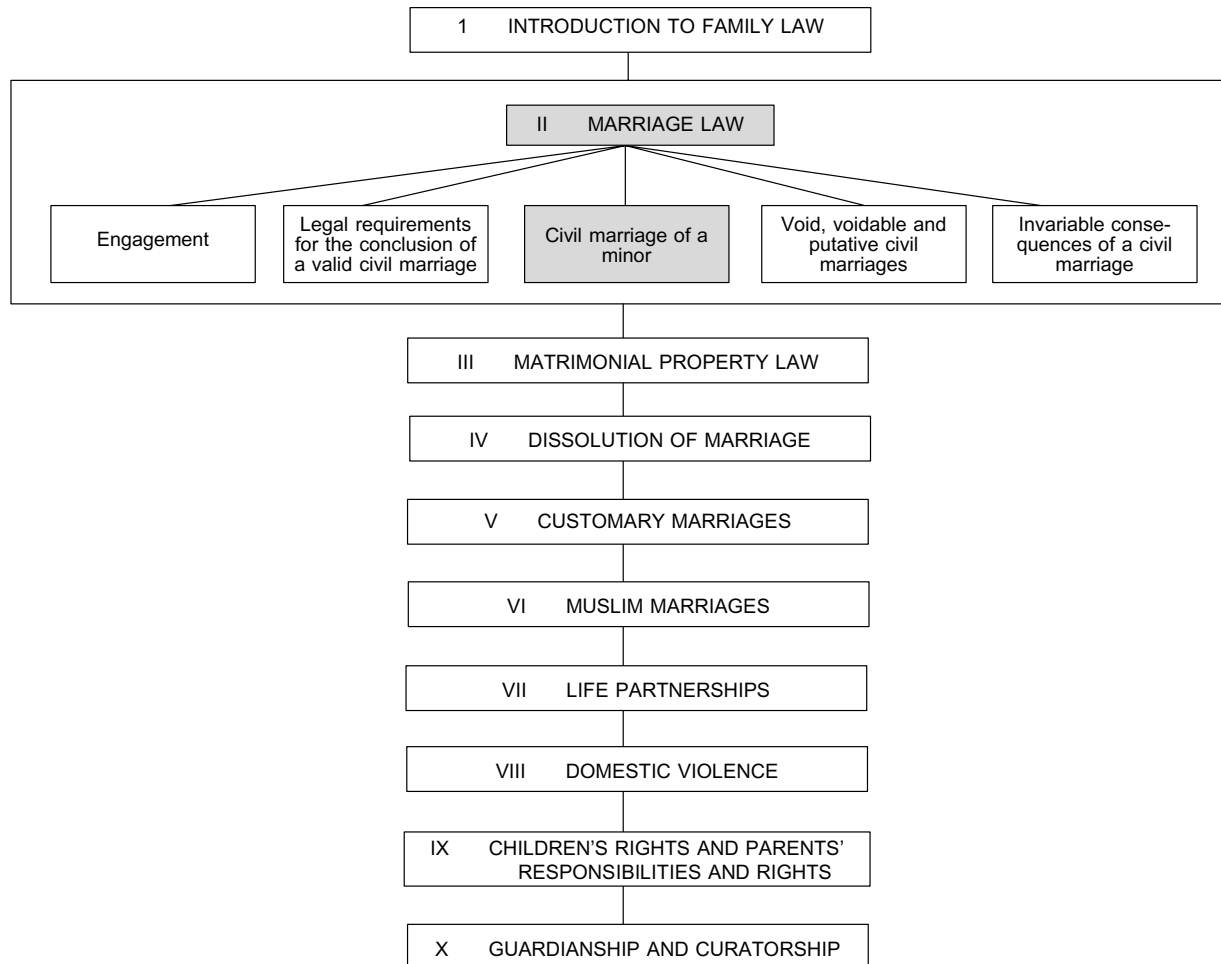 1 INTRODUCTION TO FAMILY LAW
II MARRIAGE LAW
Engagement
Legal requirements
for the conclusion of
a valid civil marriage
Civil marriage of a
minor
Void, voidable and
putative civil
marriages
Invariable conse-
quences of a civil
marriage
III MATRIMONIAL PROPERTY LAW
IV DISSOLUTION OF MARRIAGE
V CUSTOMARY MARRIAGES
VI MUSLIM MARRIAGES
VII LIFE PARTNERSHIPS
VIII DOMESTIC VIOLENCE
IX CHILDREN’S RIGHTS AND PARENTS’
RESPONSIBILITIES AND RIGHTS
X GUARDIANSHIP AND CURATORSHIP